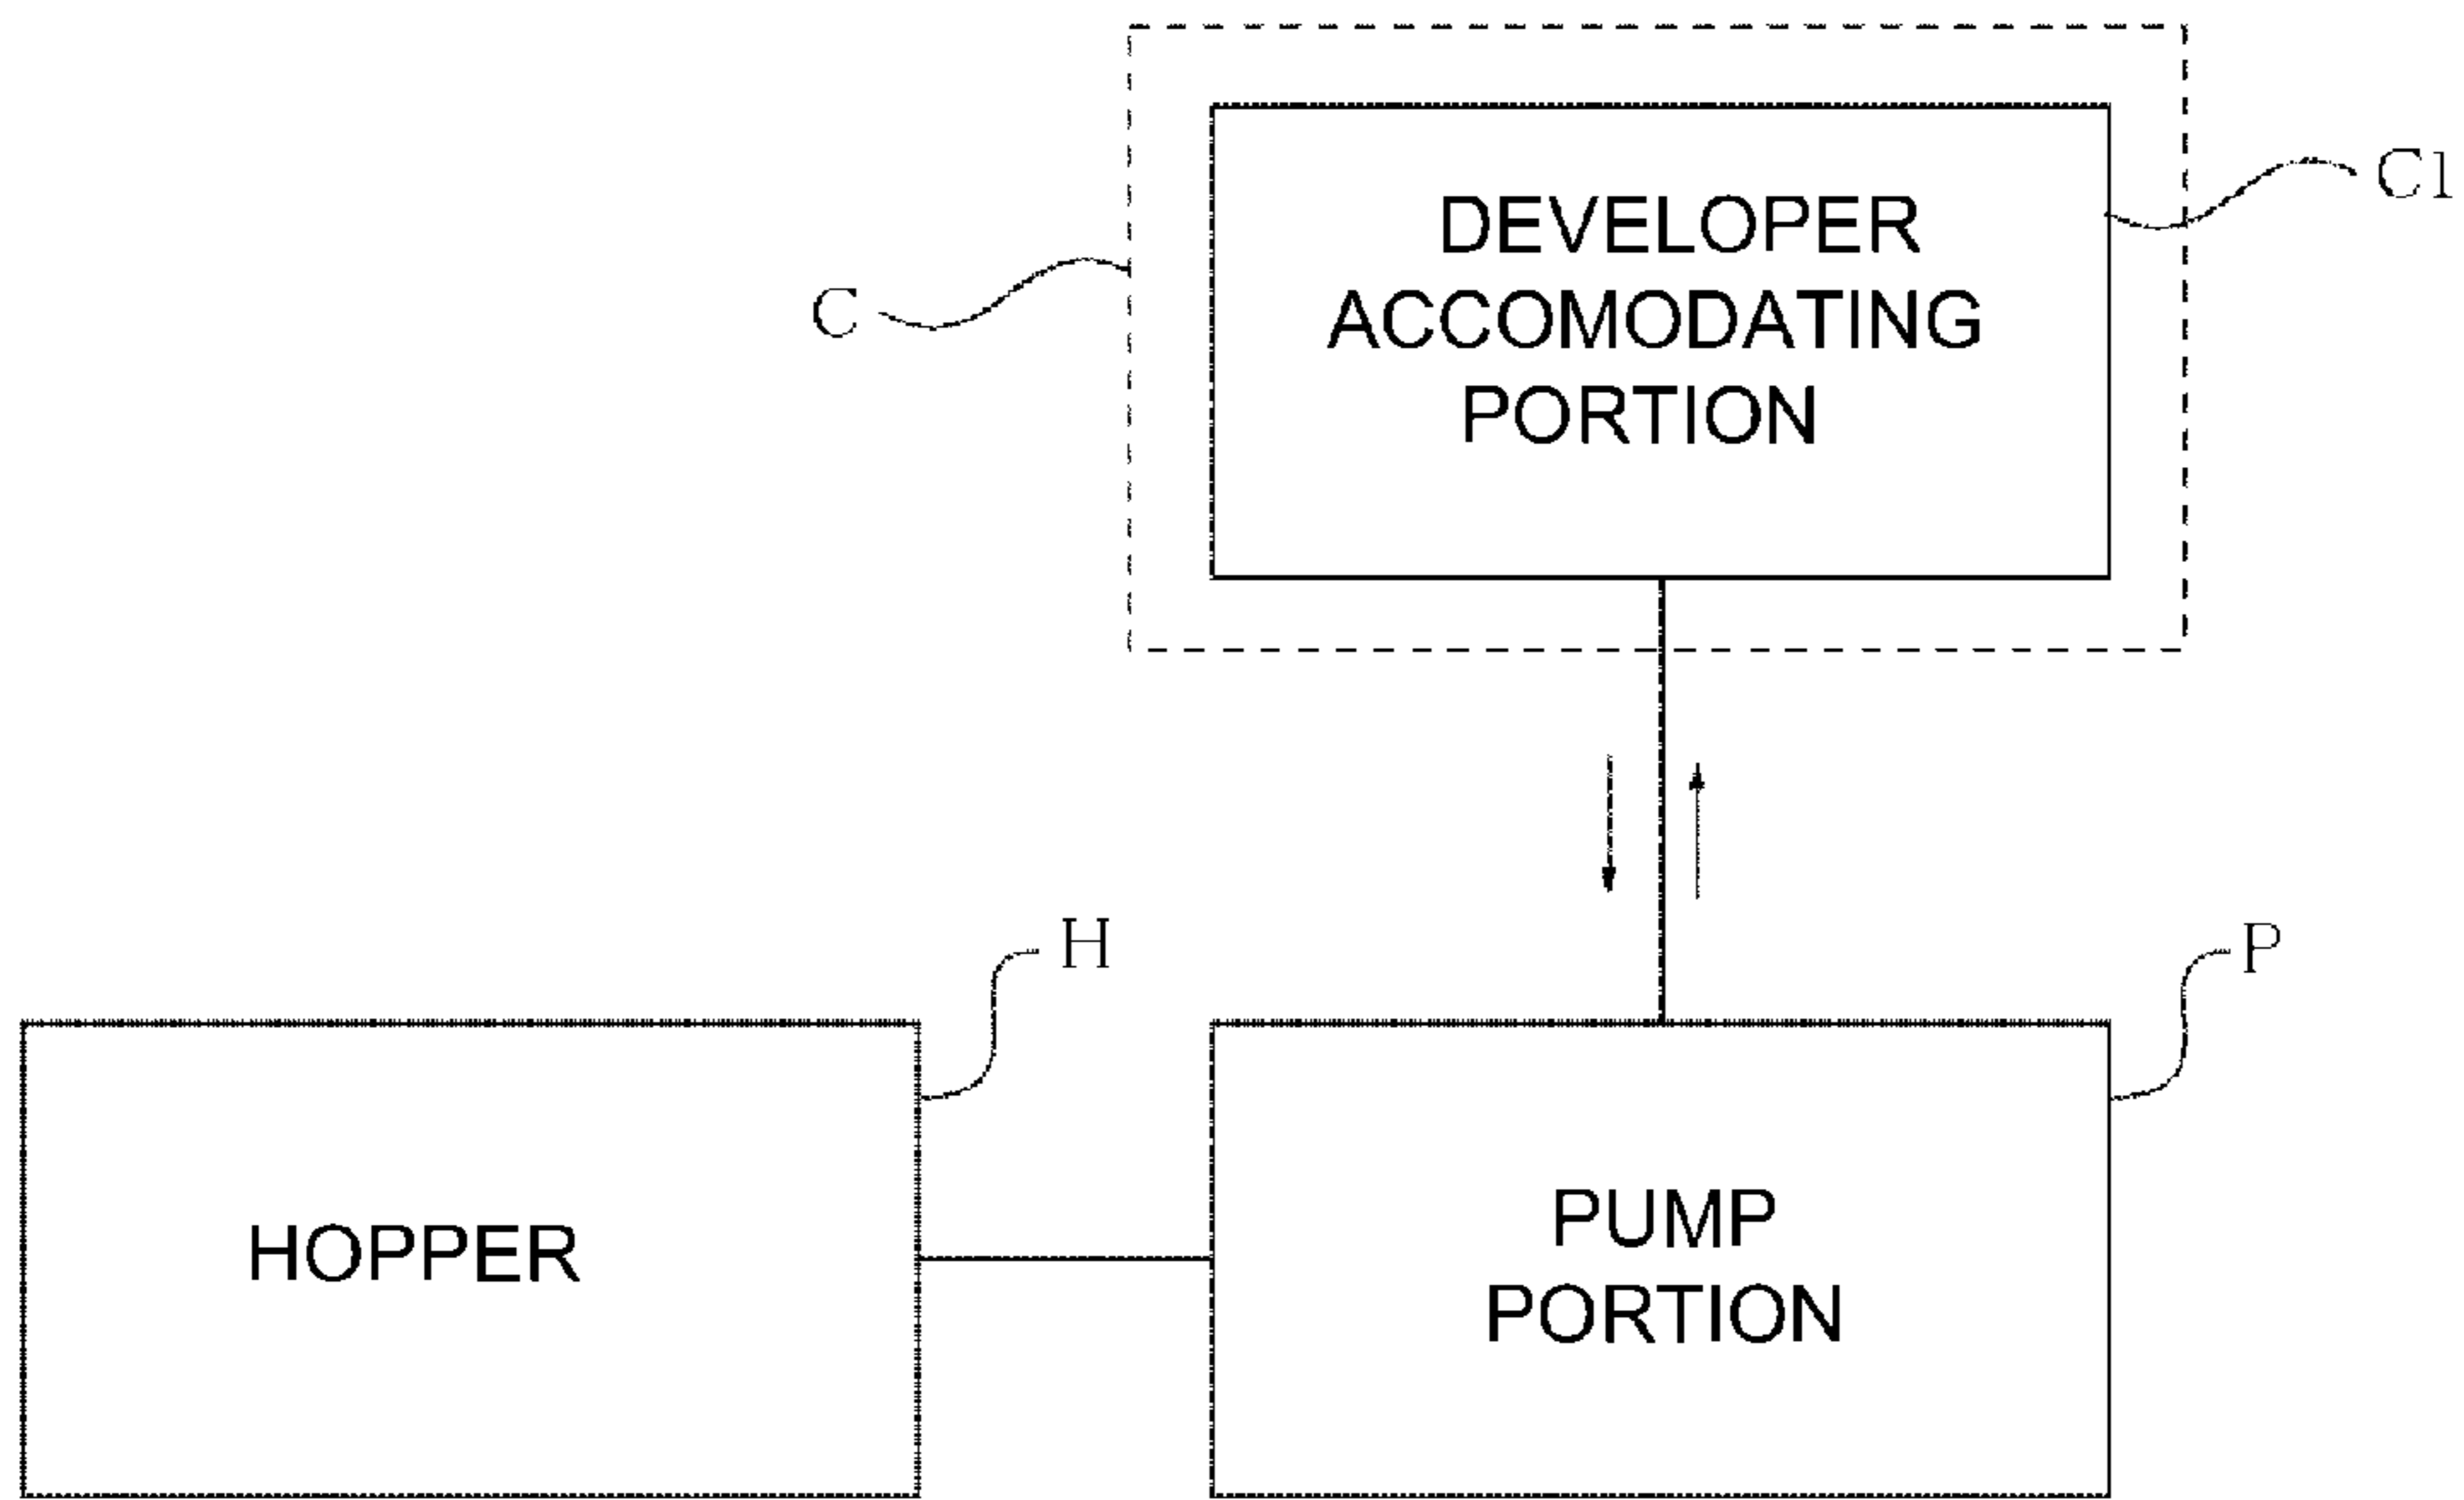 C1
DEVELOPER
ACCOMODATING
PORTION
C
H
P
HOPPER
PUMP
PORTION